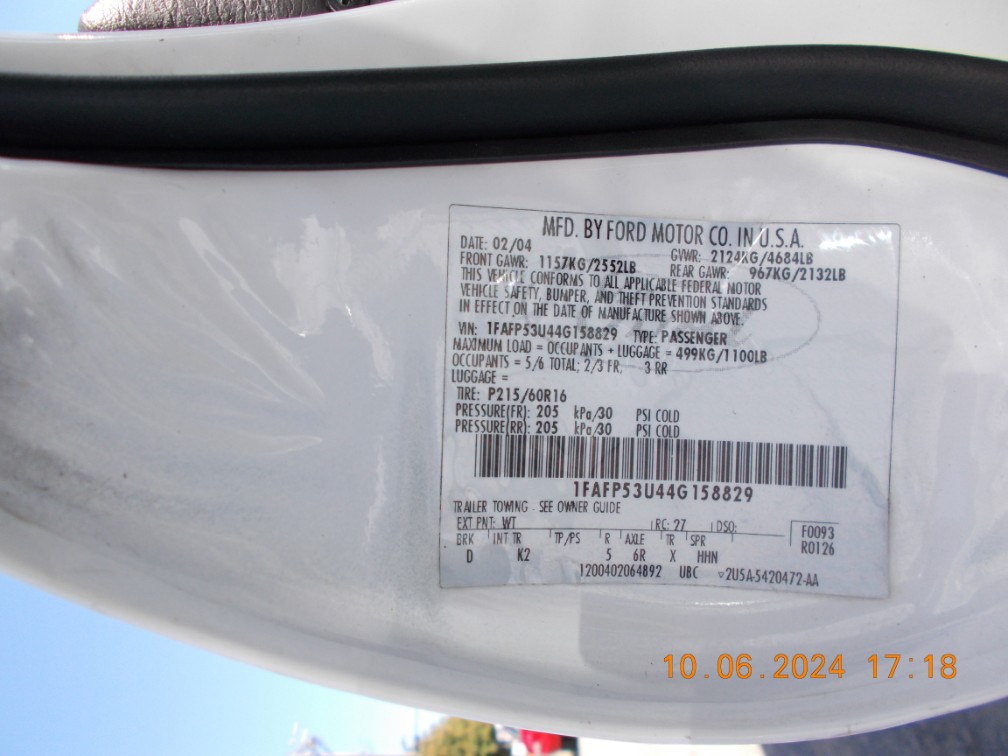 MFD. BY FORD MOTOR CO. IN U.S.A.
DATE: 02/04 GVWR: 2124KG/4684LB
FRONT GAWR: 1157KG/2552LB REAR GAWR: 967KG/2132LB
THIS VEHICLE CONFORMS TO ALL APPLICABLE FEDERAL MOTOR
VEHICLE SAFETY, BUMPER, AND THEFT PREVENTION STANDARDS
IN EFFECT ON THE DATE OF MANUFACTURE SHOWN ABOVE.
VIN: 1FAFP53U44G158829 TYPE: PASSENGER
MAXIMUM LOAD = OCCUPANTS + LUGGAGE = 499KG/1100LB
OCCUPANTS = 5/6 TOTAL; 2/3 FR, 3 RR
LUGGAGE =
TIRE: P215/60R16
PRESSURE(FR): 205 kPa/30 PSI COLD
PRESSURE(RR): 205 kPa/30 PSI COLD
1FAFP53U44G158829
TRAILER TOWING - SEE OWNER GUIDE
EXT PNT: WT RC: 27 DSO: F0093
BRK INT TR TP/PS R AXLE TR SPR R0126
D K2 5 6R X HHN
1200402064892 UBC 2U5A-5420472-AA
10.06.2024 17:18